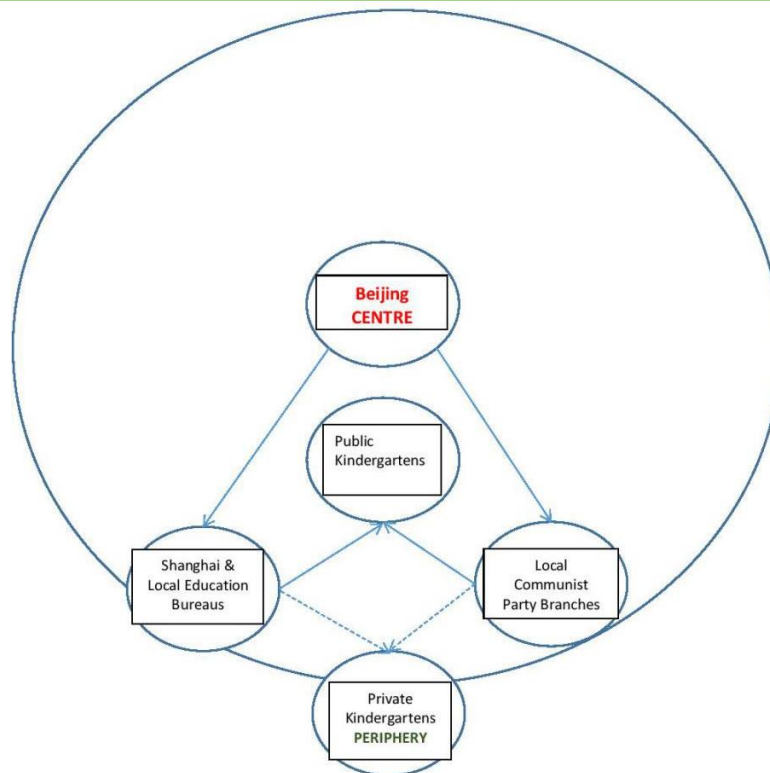 Beijing
CENTRE
Public
Kindergartens
Shanghai &
Local Education
Bureaus
Local
Communist
Party Branches
Private
Kindergartens
PERIPHERY